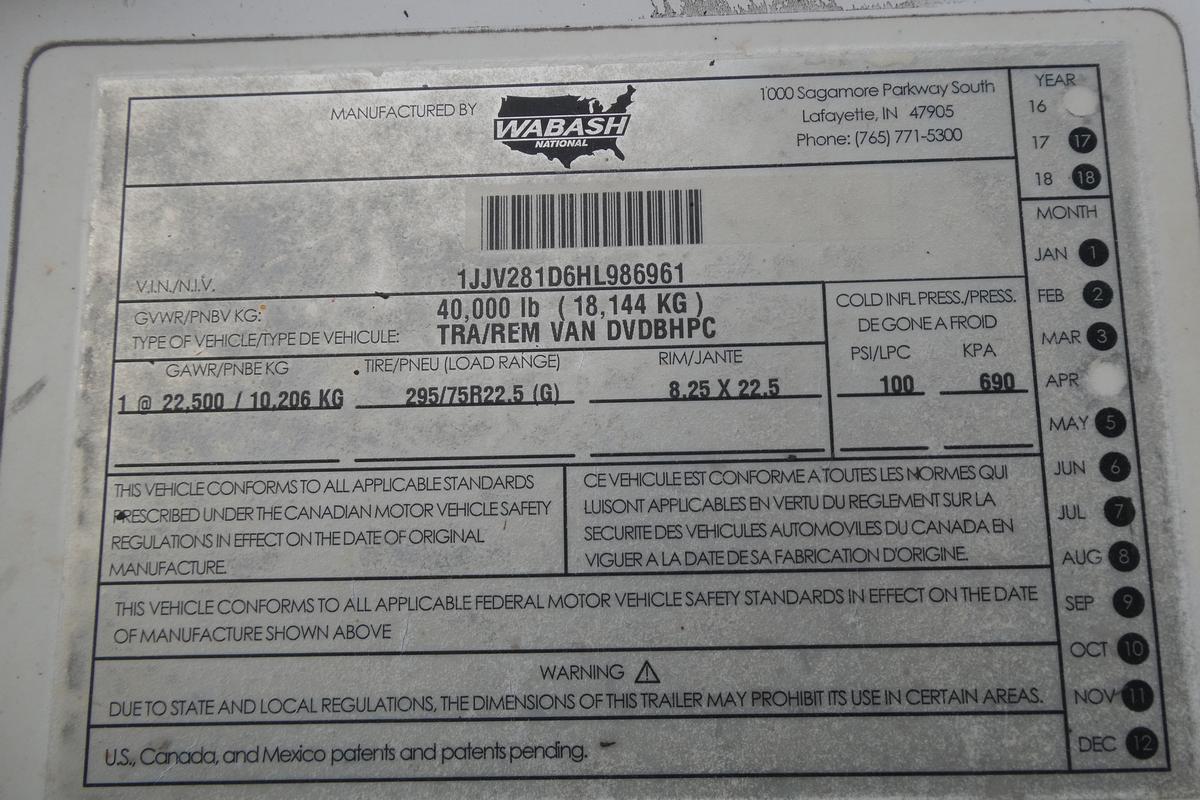 MANUFACTURED BY
WABASH
NATIONAL
1000 Sagamore Parkway South
Lafayette, IN 47905
Phone: (765) 771-5300
YEAR
16
17 17
18 18
MONTH
JAN 1
FEB 2
MAR 3
APR
MAY 5
JUN 6
JUL 7
AUG 8
SEP 9
OCT 10
NOV 11
DEC 12
V.I.N./N.I.V. 1JJV281D6HL986961
GVWR/PNBV KG: 40,000 lb ( 18,144 KG )
TYPE OF VEHICLE/TYPE DE VEHICULE: TRA/REM VAN DVDBHPC
COLD INFL PRESS./PRESS.
DE GONE A FROID
GAWR/PNBE KG TIRE/PNEU (LOAD RANGE) RIM/JANTE PSI/LPC KPA
1 @ 22,500 / 10,206 KG 295/75R22.5 (G) 8.25 X 22.5 100 690
THIS VEHICLE CONFORMS TO ALL APPLICABLE STANDARDS
PRESCRIBED UNDER THE CANADIAN MOTOR VEHICLE SAFETY
REGULATIONS IN EFFECT ON THE DATE OF ORIGINAL
MANUFACTURE.
CE VEHICULE EST CONFORME A TOUTES LES NORMES QUI
LUISONT APPLICABLES EN VERTU DU REGLEMENT SUR LA
SECURITE DES VEHICULES AUTOMOVILES DU CANADA EN
VIGUER A LA DATE DE SA FABRICATION D'ORIGINE.
THIS VEHICLE CONFORMS TO ALL APPLICABLE FEDERAL MOTOR VEHICLE SAFETY STANDARDS IN EFFECT ON THE DATE
OF MANUFACTURE SHOWN ABOVE
WARNING
DUE TO STATE AND LOCAL REGULATIONS, THE DIMENSIONS OF THIS TRAILER MAY PROHIBIT ITS USE IN CERTAIN AREAS.
U.S., Canada, and Mexico patents and patents pending.